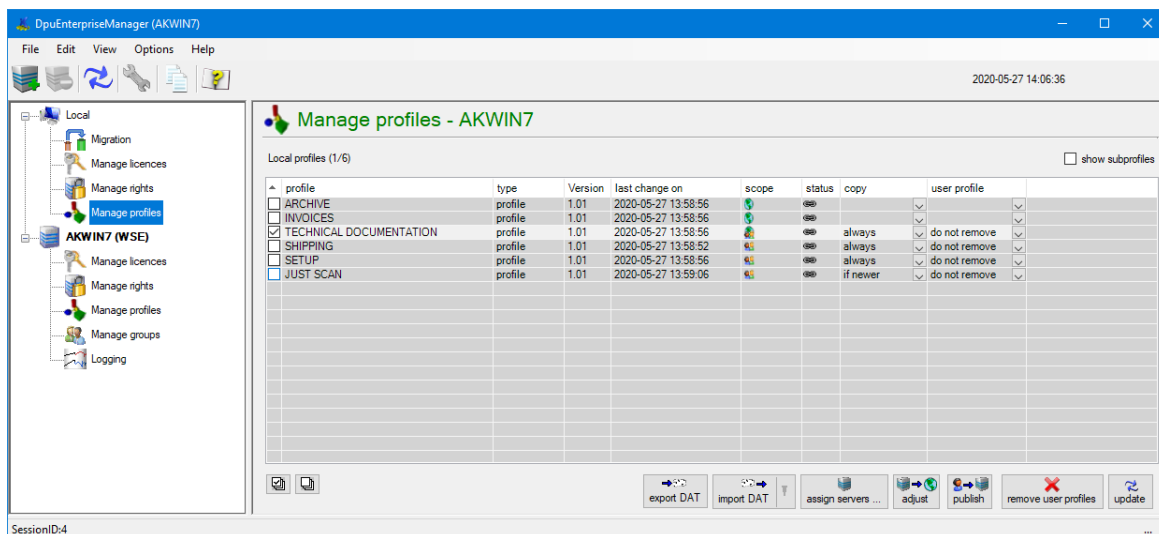 DpuEnterpriseManager (AKWIN7)
File Edit View Options Help
2020-05-27 14:06:36
Local
Migration
Manage licences
Manage rights
Manage profiles
AKWIN7 (WSE)
Manage licences
Manage rights
Manage profiles
Manage groups
Logging
Manage profiles - AKWIN7
Local profiles (1/6) show subprofiles
profile type Version last change on scope status copy user profile
ARCHIVE profile 1.01 2020-05-27 13:58:56
INVOICES profile 1.01 2020-05-27 13:58:56
TECHNICAL DOCUMENTATION profile 1.01 2020-05-27 13:58:56 always do not remove
SHIPPING profile 1.01 2020-05-27 13:58:52 always do not remove
SETUP profile 1.01 2020-05-27 13:58:56 always do not remove
JUST SCAN profile 1.01 2020-05-27 13:59:06 if newer do not remove
export DAT import DAT assign servers ... adjust publish remove user profiles update
SessionID:4 ...